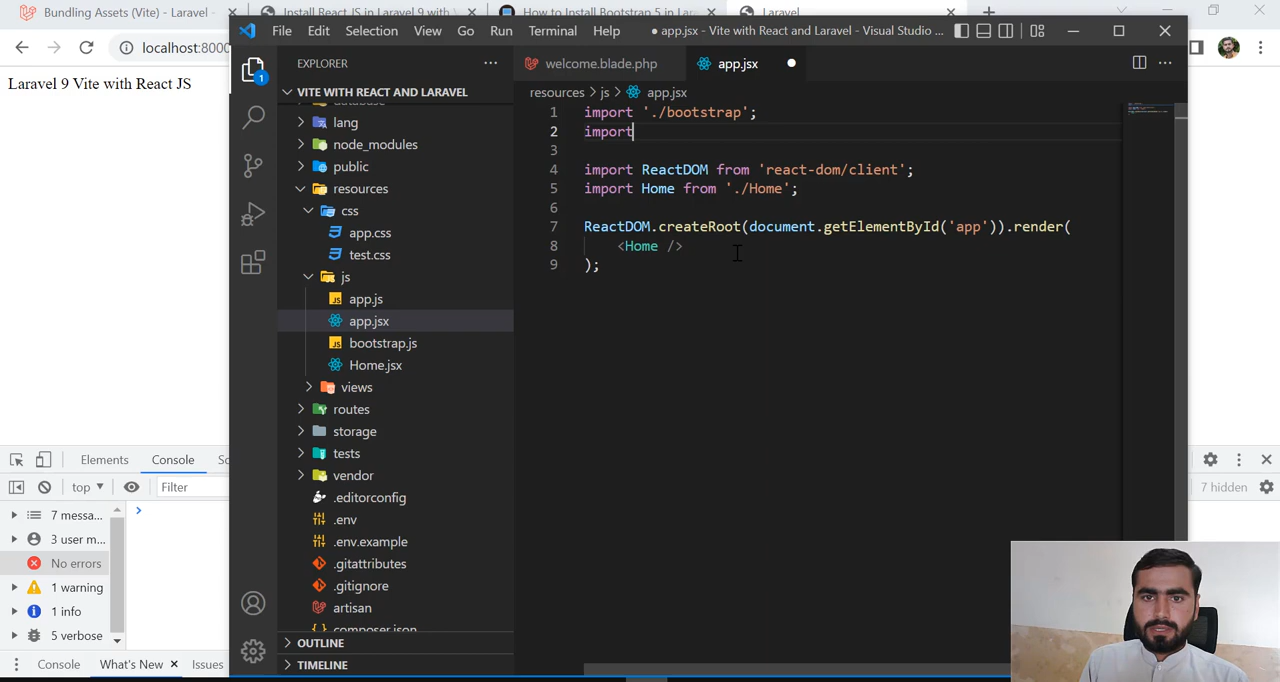 Bundling Assets (Vite) - Laravel
Install React JS in Laravel 9 with
How to Install Bootstrap 5 in Lara
Laravel
localhost:8000
File Edit Selection View Go Run Terminal Help
● app.jsx - Vite with React and Laravel - Visual Studio ...
Laravel 9 Vite with React JS
EXPLORER
VITE WITH REACT AND LARAVEL
database
lang
node_modules
public
resources
css
app.css
test.css
js
app.js
app.jsx
bootstrap.js
Home.jsx
views
routes
storage
tests
vendor
.editorconfig
.env
.env.example
.gitattributes
.gitignore
artisan
composer.json
OUTLINE
TIMELINE
1
welcome.blade.php
app.jsx
resources > js > app.jsx
1 import './bootstrap';
2 import
3
4 import ReactDOM from 'react-dom/client';
5 import Home from './Home';
6
7 ReactDOM.createRoot(document.getElementById('app')).render(
8 <Home />
9 );
Elements Console So
top Filter
7 hidden
7 messa...
3 user m...
No errors
1 warning
1 info
5 verbose
Console What's New Issues